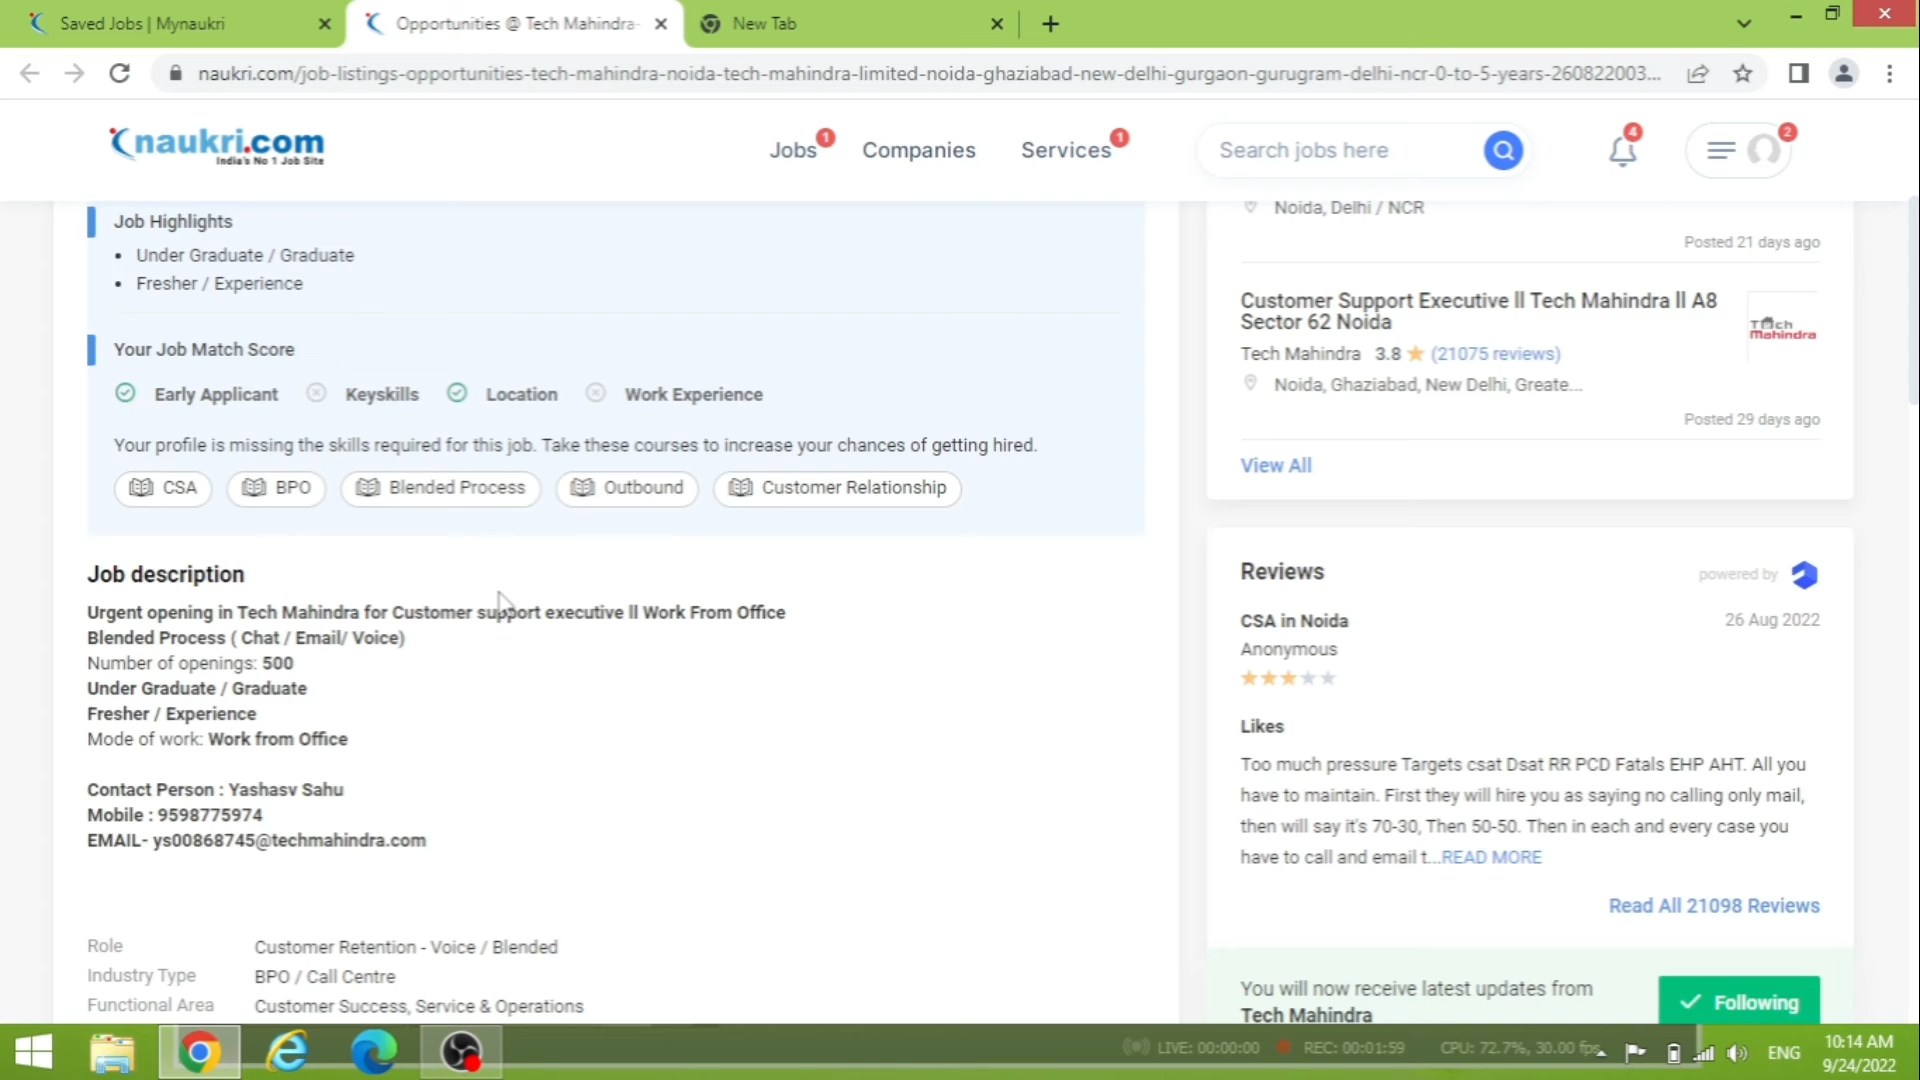 Saved Jobs | Mynaukri
Opportunities @ Tech Mahindra-
New Tab
naukri.com/job-listings-opportunities-tech-mahindra-noida-tech-mahindra-limited-noida-ghaziabad-new-delhi-gurgaon-gurugram-delhi-ncr-0-to-5-years-260822003...
naukri.com
India's No 1 Job Site
Jobs 1
Companies
Services 1
Search jobs here
4
2
Job Highlights
Under Graduate / Graduate
Fresher / Experience
Your Job Match Score
Early Applicant Keyskills Location Work Experience
Your profile is missing the skills required for this job. Take these courses to increase your chances of getting hired.
CSA BPO Blended Process Outbound Customer Relationship
Job description
Urgent opening in Tech Mahindra for Customer support executive ll Work From Office
Blended Process ( Chat / Email/ Voice)
Number of openings: 500
Under Graduate / Graduate
Fresher / Experience
Mode of work: Work from Office
Contact Person : Yashasv Sahu
Mobile : 9598775974
EMAIL- ys00868745@techmahindra.com
Role Customer Retention - Voice / Blended
Industry Type BPO / Call Centre
Functional Area Customer Success, Service & Operations
Noida, Delhi / NCR
Posted 21 days ago
Customer Support Executive ll Tech Mahindra ll A8
Sector 62 Noida
Tech
Mahindra
Tech Mahindra 3.8 (21075 reviews)
Noida, Ghaziabad, New Delhi, Greate...
Posted 29 days ago
View All
Reviews
powered by
CSA in Noida
26 Aug 2022
Anonymous
Likes
Too much pressure Targets csat Dsat RR PCD Fatals EHP AHT. All you
have to maintain. First they will hire you as saying no calling only mail,
then will say it's 70-30, Then 50-50. Then in each and every case you
have to call and email t...READ MORE
Read All 21098 Reviews
You will now receive latest updates from
Tech Mahindra
Following
LIVE: 00:00:00 REC: 00:01:59 CPU: 72.7%, 30.00 fps
ENG
10:14 AM
9/24/2022